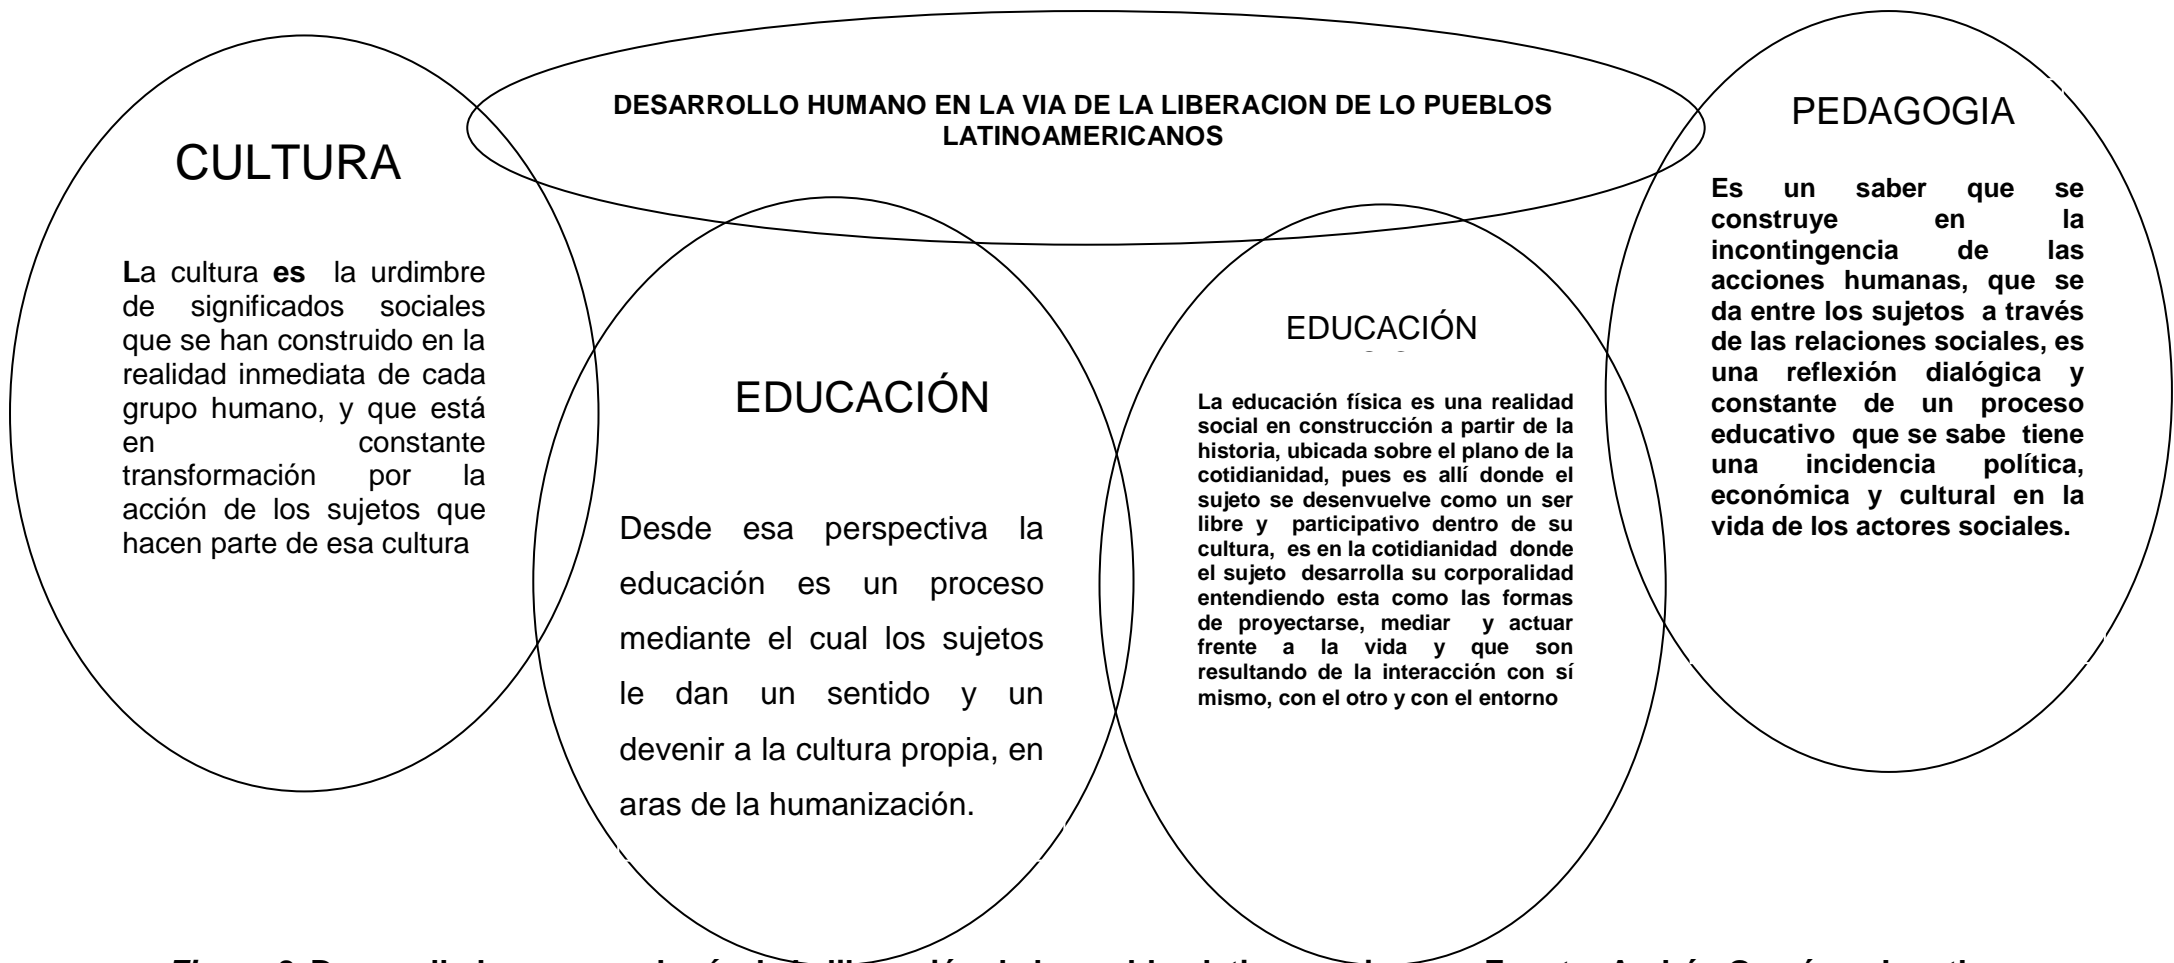 DESARROLLO HUMANO EN LA VIA DE LA LIBERACION DE LO PUEBLOS
LATINOAMERICANOS
CULTURA
La cultura es la urdimbre
de significados sociales
que se han construido en la
realidad inmediata de cada
grupo humano, y que está
en constante
transformación por la
acción de los sujetos que
hacen parte de esa cultura
EDUCACIÓN
Desde esa perspectiva la
educación es un proceso
mediante el cual los sujetos
le dan un sentido y un
devenir a la cultura propia, en
aras de la humanización.
EDUCACIÓN
La educación física es una realidad
social en construcción a partir de la
historia, ubicada sobre el plano de la
cotidianidad, pues es allí donde el
sujeto se desenvuelve como un ser
libre y participativo dentro de su
cultura, es en la cotidianidad donde
el sujeto desarrolla su corporalidad
entendiendo esta como las formas
de proyectarse, mediar y actuar
frente a la vida y que son
resultando de la interacción con sí
mismo, con el otro y con el entorno
PEDAGOGIA
Es un saber que se
construye en la
incontingencia de las
acciones humanas, que se
da entre los sujetos a través
de las relaciones sociales, es
una reflexión dialógica y
constante de un proceso
educativo que se sabe tiene
una incidencia política,
económica y cultural en la
vida de los actores sociales.